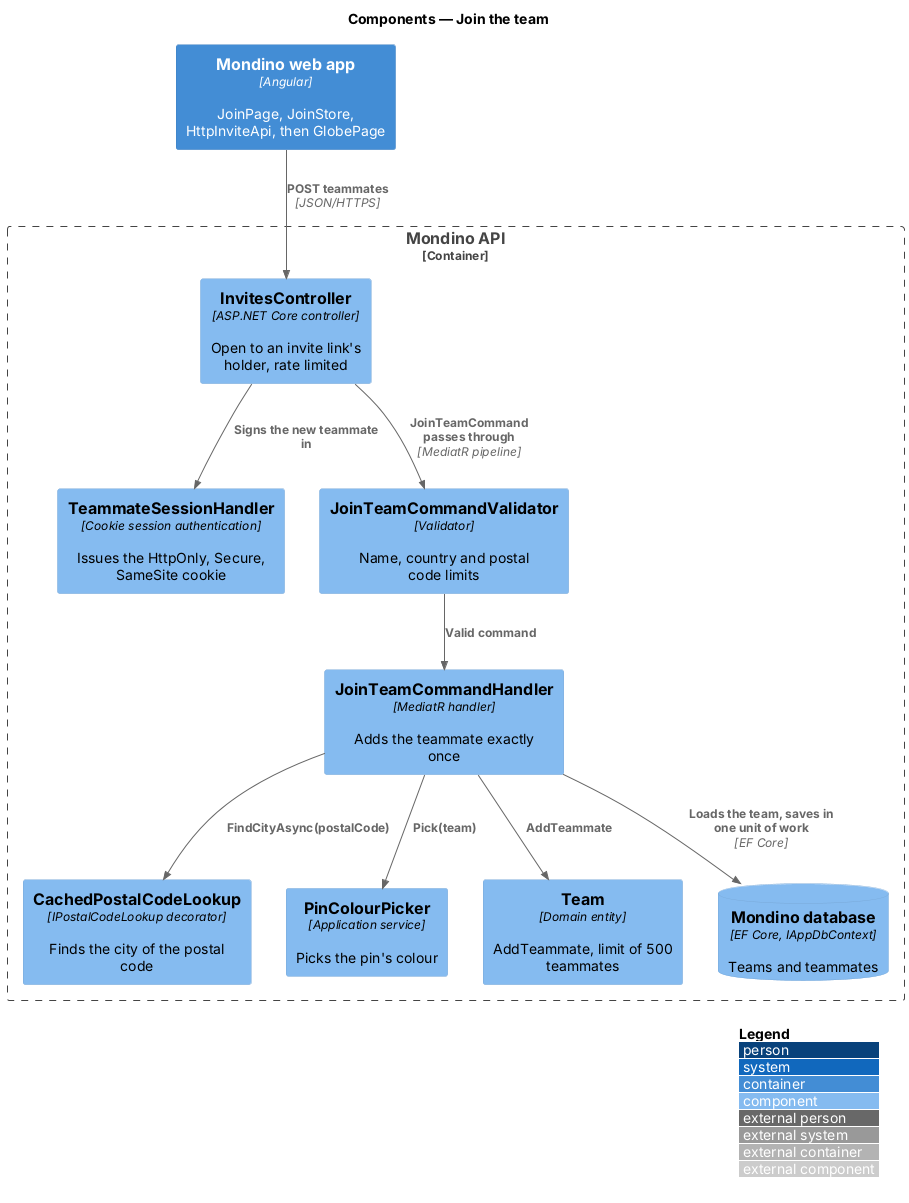 Components — Join the team
Mondino web app
[Angular]
JoinPage, JoinStore,
HttpInviteApi, then GlobePage
POST teammates
[JSON/HTTPS]
Mondino API
[Container]
InvitesController
[ASP.NET Core controller]
Open to an invite link's
holder, rate limited
Signs the new teammate
in
JoinTeamCommand
passes through
[MediatR pipeline]
TeammateSessionHandler
[Cookie session authentication]
Issues the HttpOnly, Secure,
SameSite cookie
JoinTeamCommandValidator
[Validator]
Name, country and postal
code limits
Valid command
JoinTeamCommandHandler
[MediatR handler]
Adds the teammate exactly
once
FindCityAsync(postalCode)
Pick(team)
AddTeammate
Loads the team, saves in
one unit of work
[EF Core]
CachedPostalCodeLookup
[IPostalCodeLookup decorator]
Finds the city of the postal
code
PinColourPicker
[Application service]
Picks the pin's colour
Team
[Domain entity]
AddTeammate, limit of 500
teammates
Mondino database
[EF Core, IAppDbContext]
Teams and teammates
Legend
person
system
container
component
external person
external system
external container
external component